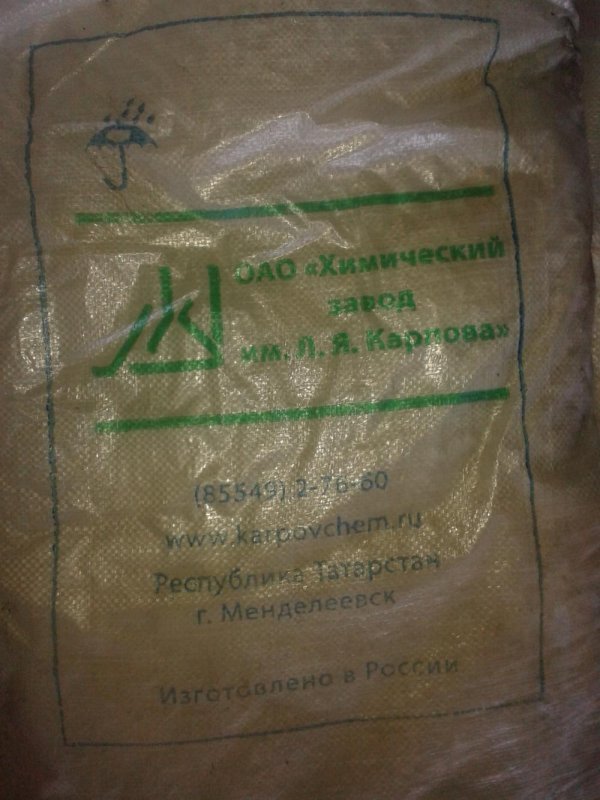 ОАО «Химический
завод
им. Л. Я. Карпова»
(85549) 2-76-60
www.karpovchem.ru
Республика Татарстан
г. Менделеевск
Изготовлено в России